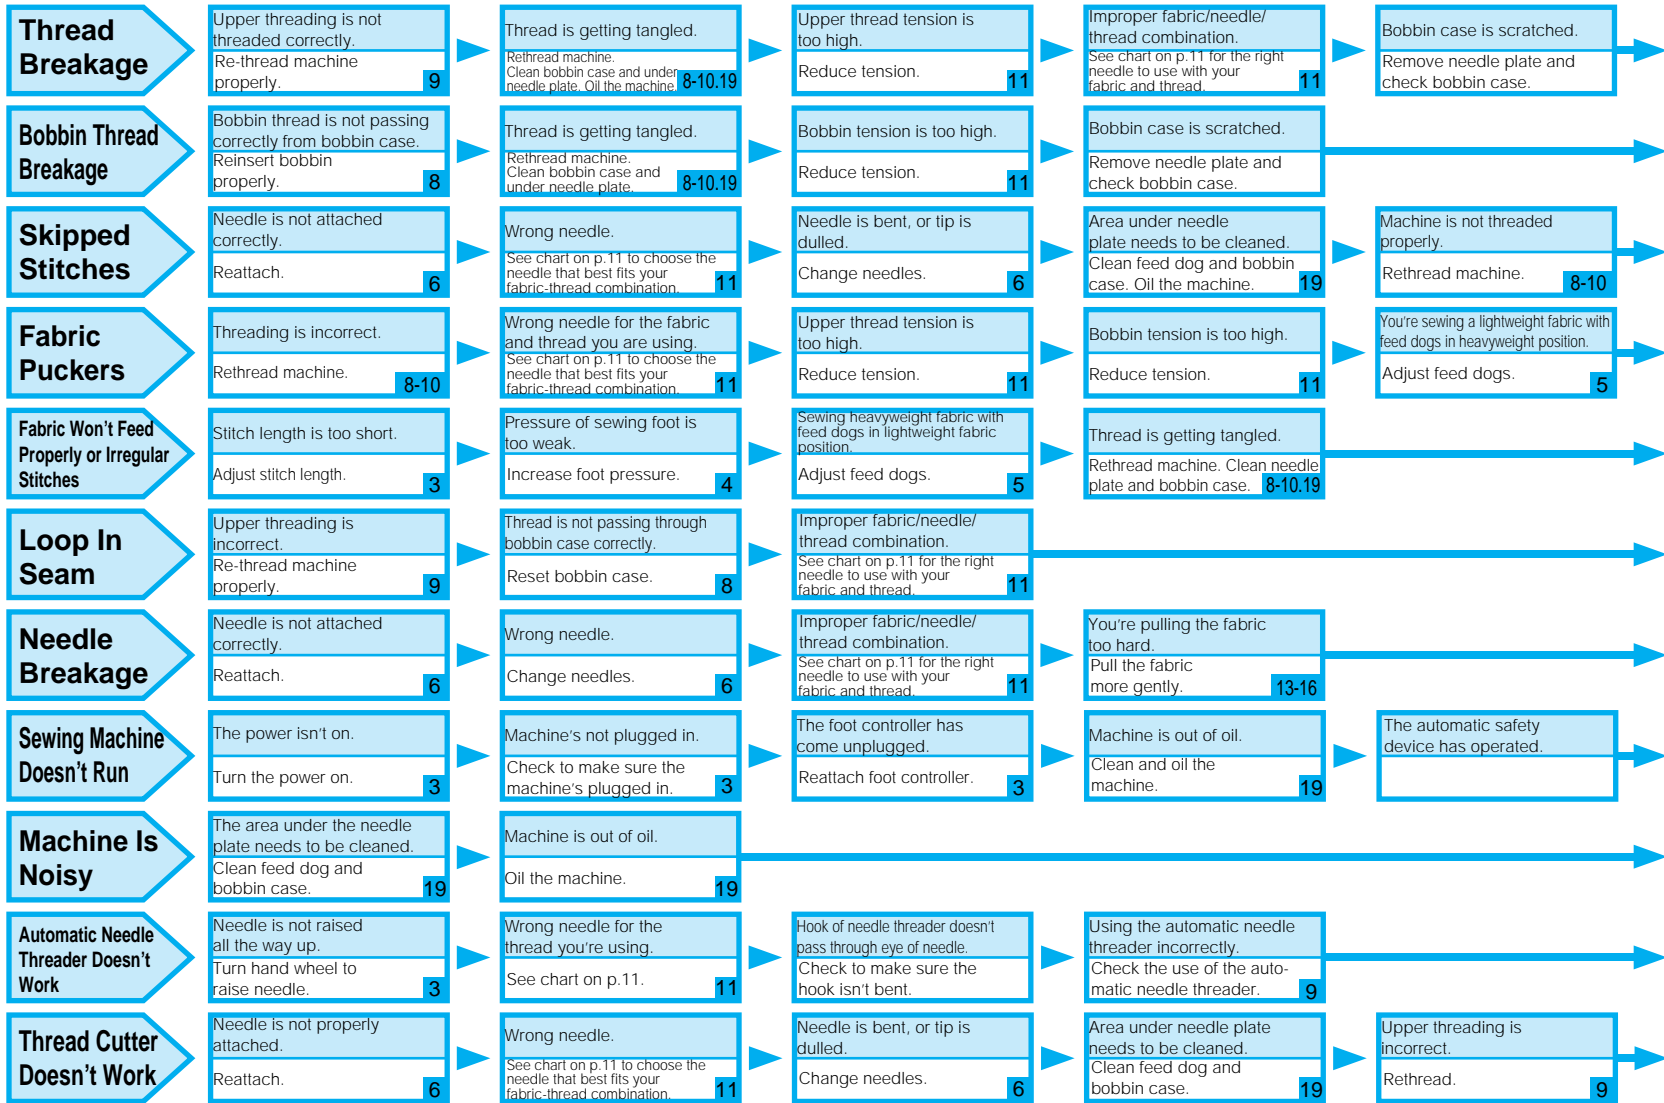 Thread
Breakage
Upper threading is not
threaded correctly.
Re-thread machine
properly.
9
Thread is getting tangled.
Rethread machine.
Clean bobbin case and under
needle plate. Oil the machine.
8-10.19
Upper thread tension is
too high.
Reduce tension.
11
Improper fabric/needle/
thread combination.
See chart on p.11 for the right
needle to use with your
fabric and thread.
11
Bobbin case is scratched.
Remove needle plate and
check bobbin case.
Bobbin Thread
Breakage
Bobbin thread is not passing
correctly from bobbin case.
Reinsert bobbin
properly.
8
Thread is getting tangled.
Rethread machine.
Clean bobbin case and
under needle plate.
8-10.19
Bobbin tension is too high.
Reduce tension.
11
Bobbin case is scratched.
Remove needle plate and
check bobbin case.
Skipped
Stitches
Needle is not attached
correctly.
Reattach.
6
Wrong needle.
See chart on p.11 to choose the
needle that best fits your
fabric-thread combination.
11
Needle is bent, or tip is
dulled.
Change needles.
6
Area under needle
plate needs to be cleaned.
Clean feed dog and bobbin
case. Oil the machine.
19
Machine is not threaded
properly.
Rethread machine.
8-10
Fabric
Puckers
Threading is incorrect.
Rethread machine.
8-10
Wrong needle for the fabric
and thread you are using.
See chart on p.11 to choose the
needle that best fits your
fabric-thread combination.
11
Upper thread tension is
too high.
Reduce tension.
11
Bobbin tension is too high.
Reduce tension.
11
You're sewing a lightweight fabric with
feed dogs in heavyweight position.
Adjust feed dogs.
5
Fabric Won't Feed
Properly or Irregular
Stitches
Stitch length is too short.
Adjust stitch length.
3
Pressure of sewing foot is
too weak.
Increase foot pressure.
4
Sewing heavyweight fabric with
feed dogs in lightweight fabric
position.
Adjust feed dogs.
5
Thread is getting tangled.
Rethread machine. Clean needle
plate and bobbin case.
8-10.19
Loop In
Seam
Upper threading is
incorrect.
Re-thread machine
properly.
9
Thread is not passing through
bobbin case correctly.
Reset bobbin case.
8
Improper fabric/needle/
thread combination.
See chart on p.11 for the right
needle to use with your
fabric and thread.
11
Needle
Breakage
Needle is not attached
correctly.
Reattach.
6
Wrong needle.
Change needles.
6
Improper fabric/needle/
thread combination.
See chart on p.11 for the right
needle to use with your
fabric and thread.
11
You're pulling the fabric
too hard.
Pull the fabric
more gently.
13-16
Sewing Machine
Doesn't Run
The power isn't on.
Turn the power on.
3
Machine's not plugged in.
Check to make sure the
machine's plugged in.
3
The foot controller has
come unplugged.
Reattach foot controller.
3
Machine is out of oil.
Clean and oil the
machine.
19
The automatic safety
device has operated.
Machine Is
Noisy
The area under the needle
plate needs to be cleaned.
Clean feed dog and
bobbin case.
19
Machine is out of oil.
Oil the machine.
19
Automatic Needle
Threader Doesn't
Work
Needle is not raised
all the way up.
Turn hand wheel to
raise needle.
3
Wrong needle for the
thread you're using.
See chart on p.11.
11
Hook of needle threader doesn't
pass through eye of needle.
Check to make sure the
hook isn't bent.
Using the automatic needle
threader incorrectly.
Check the use of the auto-
matic needle threader.
9
Thread Cutter
Doesn't Work
Needle is not properly
attached.
Reattach.
6
Wrong needle.
See chart on p.11 to choose the
needle that best fits your
fabric-thread combination.
11
Needle is bent, or tip is
dulled.
Change needles.
6
Area under needle plate
needs to be cleaned.
Clean feed dog and
bobbin case.
19
Upper threading is
incorrect.
Rethread.
9